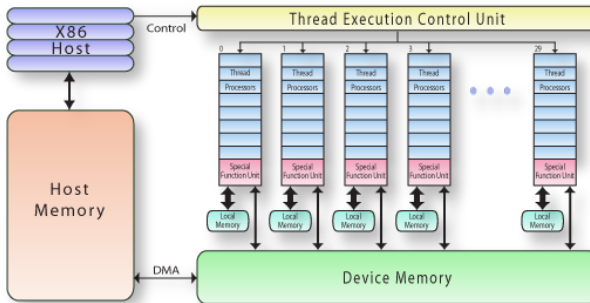 X86
Host
Control
Thread Execution Control Unit
0
1
2
3
29
Thread
Processors
Thread
Processors
Thread
Processors
Thread
Processors
Thread
Processors
Special
Function Unit
Special
Function Unit
Special
Function Unit
Special
Function Unit
Special
Function Unit
Local
Memory
Local
Memory
Local
Memory
Local
Memory
Local
Memory
Host
Memory
DMA
Device Memory